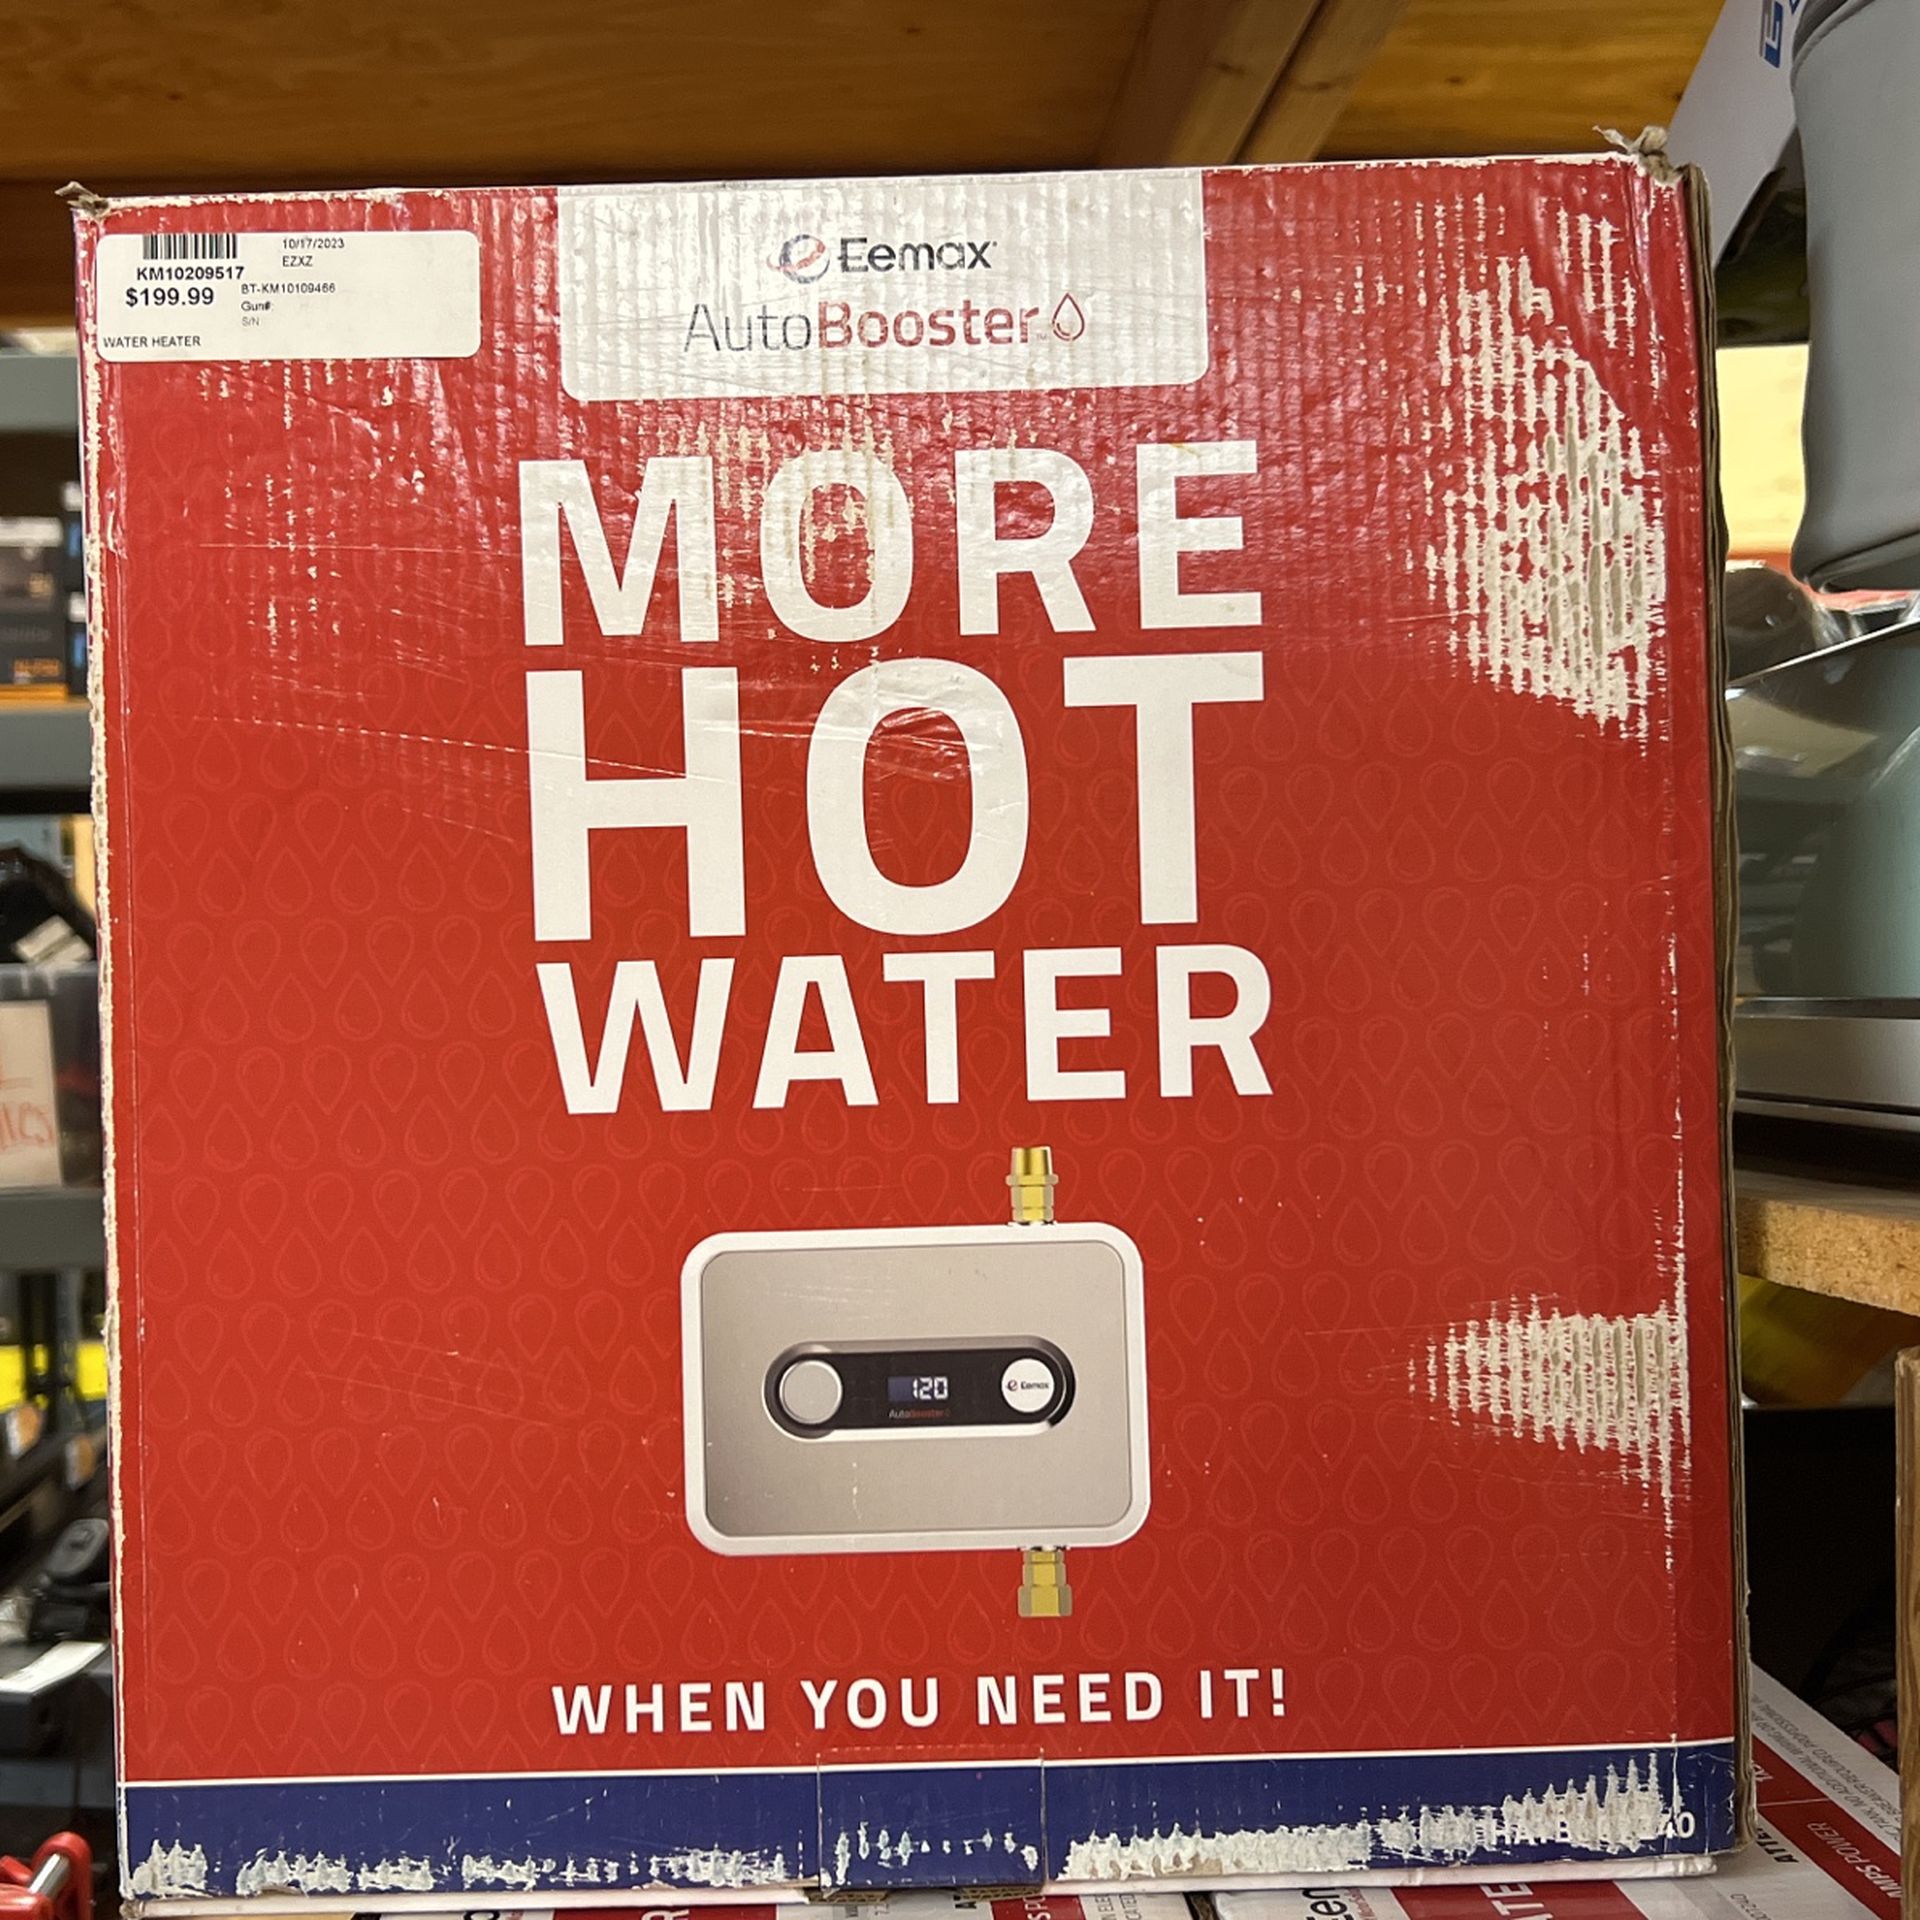 10/17/2023
EZXZ
KM10209517
$199.99
BT-KM10109466
Gun#:
S/N
WATER HEATER
Eemax
AutoBooster™
MORE
HOT
WATER
120
Eemax
AutoBooster
WHEN YOU NEED IT!